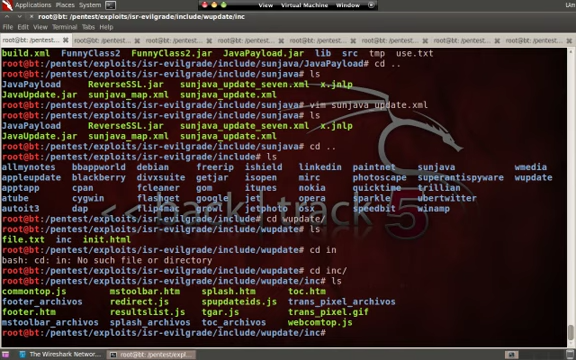 Applications Places System View Virtual Machine Window
root@bt: /pentest/exploits/isr-evilgrade/include/wupdate/inc
File Edit View Terminal Tabs Help
build.xml FunnyClass2 FunnyClass2.jar JavaPayload.jar lib src tmp use.txt
root@bt:/pentest/exploits/isr-evilgrade/include/sunjava/JavaPayload# cd ..
root@bt:/pentest/exploits/isr-evilgrade/include/sunjava# ls
JavaPayload ReverseSSL.jar sunjava_update_seven.xml x.jnlp
JavaUpdate.jar sunjava_map.xml sunjava_update.xml
root@bt:/pentest/exploits/isr-evilgrade/include/sunjava# vim sunjava_update.xml
root@bt:/pentest/exploits/isr-evilgrade/include/sunjava# ls
JavaPayload ReverseSSL.jar sunjava_update_seven.xml x.jnlp
JavaUpdate.jar sunjava_map.xml sunjava_update.xml
root@bt:/pentest/exploits/isr-evilgrade/include/sunjava# cd ..
root@bt:/pentest/exploits/isr-evilgrade/include# ls
allmynotes bbappworld divxdie freerip ishield linkedin paintnet sunjava wmedia
appleupdate blackberry divxsuite getjar isopen mirc photoscape superantispyware wupdate
apptapp cpan fcleaner gom itunes nokia quicktime trillian
atube cygwin flashget google opera sparkle ubertwitter
autoit3 dap flip4mac growl jetphoto osx speedbit winamp
root@bt:/pentest/exploits/isr-evilgrade/include# cd wupdate/
root@bt:/pentest/exploits/isr-evilgrade/include/wupdate# ls
file.txt inc init.html
root@bt:/pentest/exploits/isr-evilgrade/include/wupdate# cd in
bash: cd: in: No such file or directory
root@bt:/pentest/exploits/isr-evilgrade/include/wupdate# cd inc/
root@bt:/pentest/exploits/isr-evilgrade/include/wupdate/inc# ls
commontop.js mstoolbar.htm splash.htm toc.htm
footer_archivos redirect.js spupdateids.js trans_pixel_archivos
footer.htm resultslist.js tgar.js trans_pixel.gif
mstoolbar_archivos splash_archivos toc_archivos webcomtop.js
root@bt:/pentest/exploits/isr-evilgrade/include/wupdate/inc#
The Wireshark Networ... root@bt: /pentest/expl...